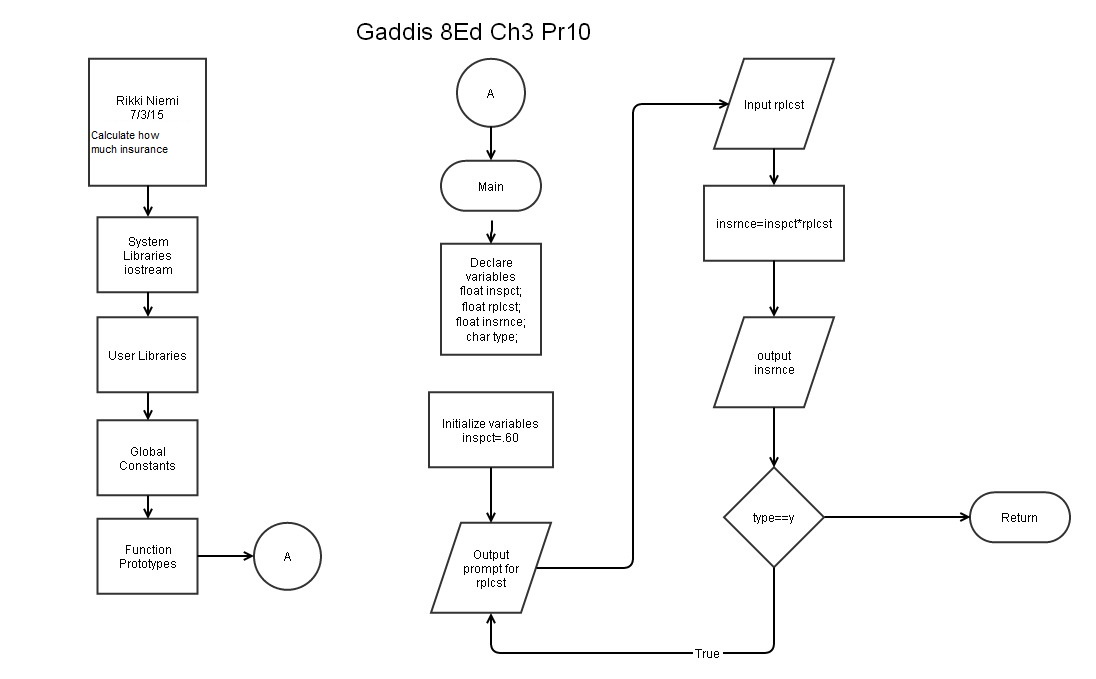 Gaddis 8Ed Ch3 Pr10
Rikki Niemi
7/3/15
Calculate how
much insurance
System
Libraries
iostream
User Libraries
Global
Constants
Function
Prototypes
A
A
Main
Declare
variables
float inspct;
float rplcst;
float insrnce;
char type;
Initialize variables
inspct=.60
Output
prompt for
rplcst
Input rplcst
insrnce=inspct*rplcst
output
insrnce
type==y
Return
True